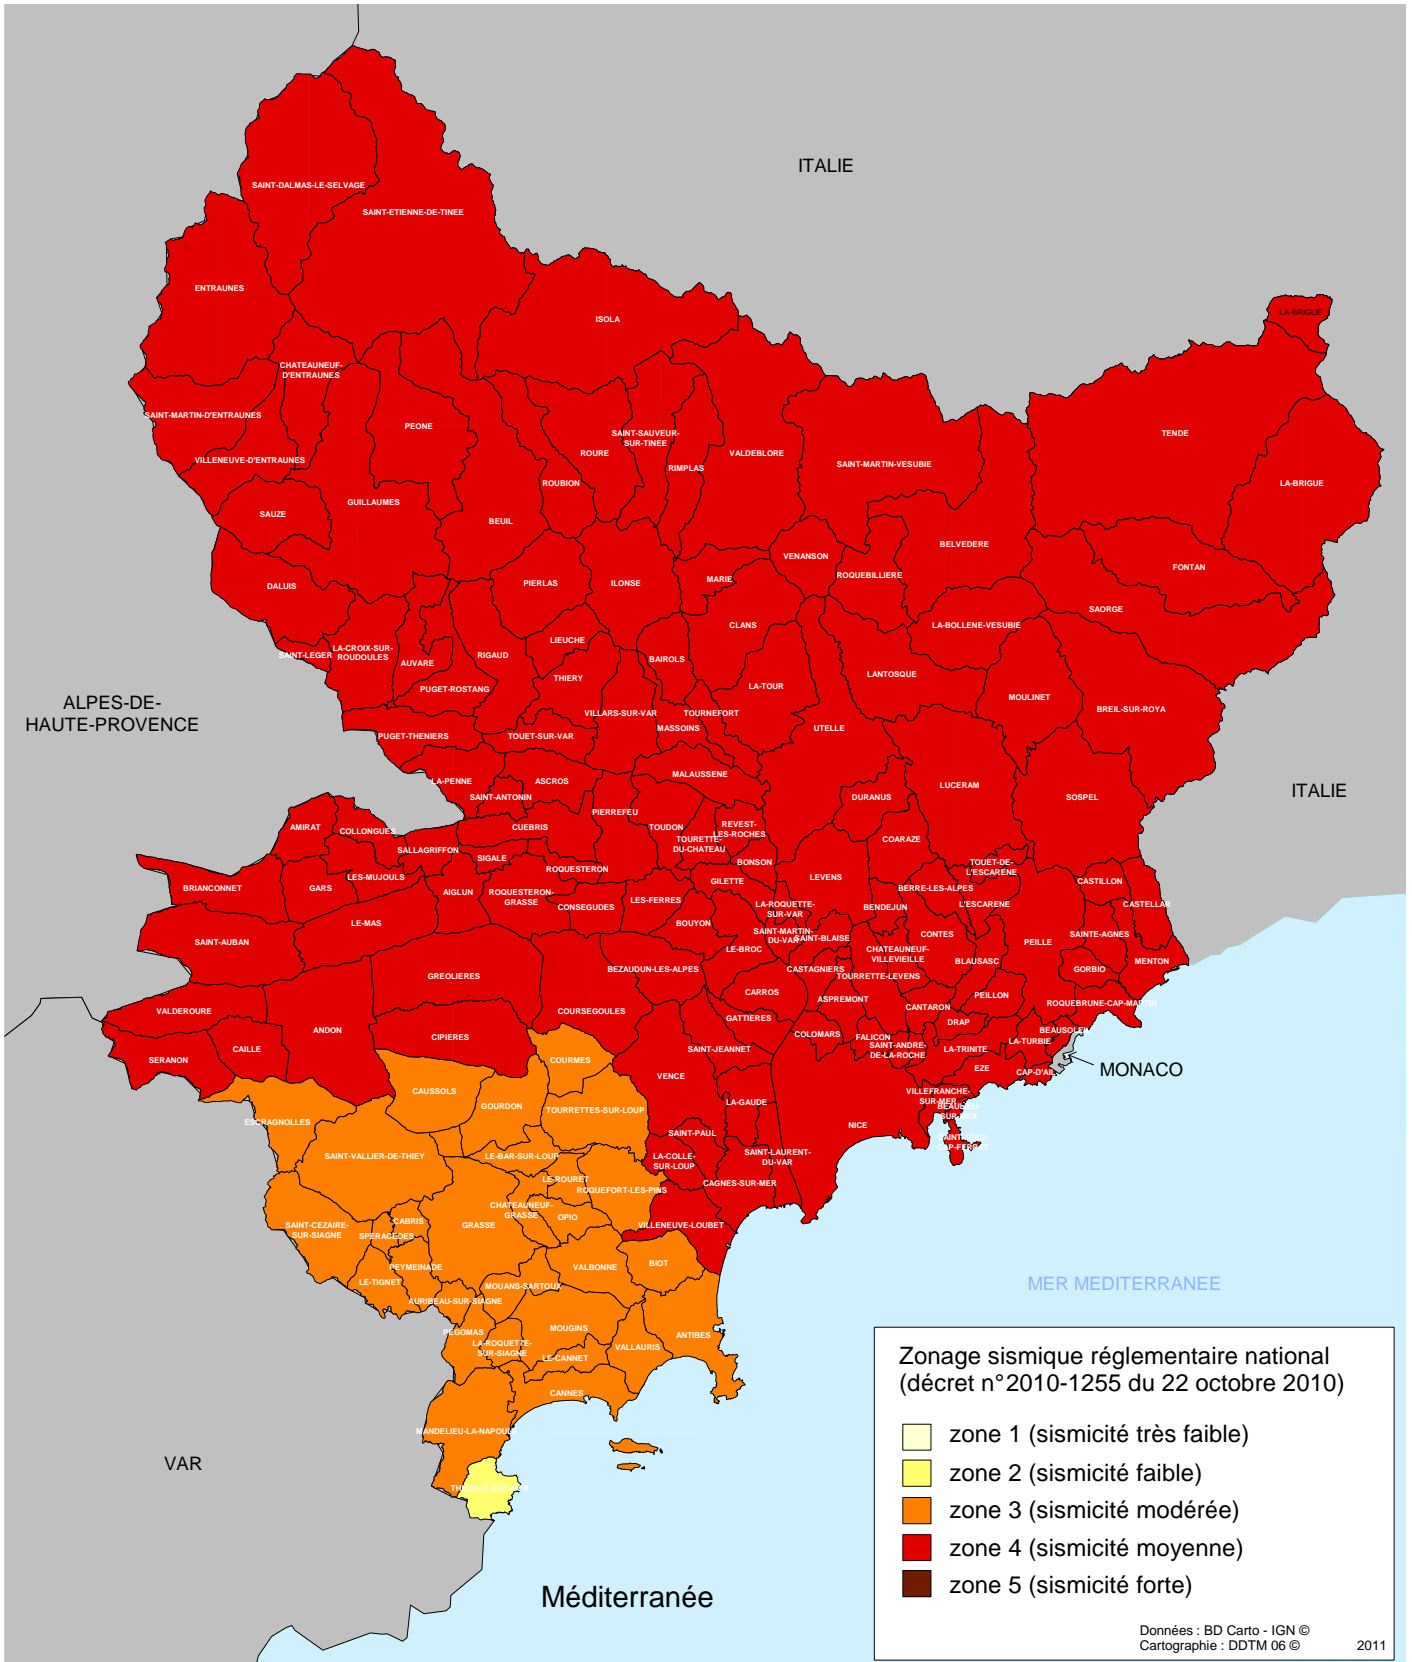 ITALIE
SAINT-DALMAS-LE-SELVAGE
SAINT-ETIENNE-DE-TINEE
ENTRAUNES
ISOLA
LA-BRIGUE
CHATEAUNEUF-
D'ENTRAUNES
SAINT-MARTIN-D'ENTRAUNES
PEONE
SAINT-SAUVEUR-
SUR-TINEE
ROURE
VALDEBLORE
TENDE
VILLENEUVE-D'ENTRAUNES
RIMPLAS
SAINT-MARTIN-VESUBIE
ROUBION
LA-BRIGUE
GUILLAUMES
SAUZE
BEUIL
BELVEDERE
VENANSON
FONTAN
DALUIS
PIERLAS
ILONSE
MARIE
ROQUEBILLIERE
SAORGE
CLANS
LA-BOLLENE-VESUBIE
LIEUCHE
SAINT-LEGER
LA-CROIX-SUR-
ROUDOULES
AUVARE
RIGAUD
BAIROLS
LANTOSQUE
THIERY
LA-TOUR
PUGET-ROSTANG
MOULINET
ALPES-DE-
HAUTE-PROVENCE
VILLARS-SUR-VAR
TOURNEFORT
BREIL-SUR-ROYA
MASSOINS
UTELLE
PUGET-THENIERS
TOUET-SUR-VAR
MALAUSSENE
LA-PENNE
ASCROS
LUCERAM
ITALIE
SAINT-ANTONIN
DURANUS
SOSPEL
PIERREFEU
AMIRAT
COLLONGUES
CUEBRIS
TOUDON
REVEST-
LES-ROCHES
TOURETTE-
DU-CHATEAU
COARAZE
SALLAGRIFFON
SIGALE
ROQUESTERON
BONSON
TOUET-DE-
L'ESCARENE
LES-MUJOULS
GILETTE
LEVENS
CASTILLON
BRIANCONNET
GARS
AIGLUN
ROQUESTERON-
GRASSE
BERRE-LES-ALPES
CONSEGUDES
LES-FERRES
LA-ROQUETTE-
SUR-VAR
BENDEJUN
L'ESCARENE
CASTELLAR
LE-MAS
BOUYON
SAINT-MARTIN-
DU-VAR
SAINT-BLAISE
CONTES
SAINTE-AGNES
SAINT-AUBAN
LE-BROC
CHATEAUNEUF-
VILLEVIEILLE
PEILLE
BLAUSASC
MENTON
GREOLIERES
BEZAUDUN-LES-ALPES
CASTAGNIERS
TOURRETTE-LEVENS
GORBIO
CARROS
ASPREMONT
PEILLON
ROQUEBRUNE-CAP-MARTIN
VALDEROURE
COURSEGOULES
CANTARON
GATTIERES
DRAP
ANDON
CIPIERES
COLOMARS
FALICON
BEAUSOLEIL
CAILLE
SAINT-JEANNET
SAINT-ANDRE-
DE-LA-ROCHE
LA-TRINITE
LA-TURBIE
SERANON
COURMES
EZE
CAP-D'AIL
MONACO
VENCE
CAUSSOLS
VILLEFRANCHE-
SUR-MER
LA-GAUDE
GOURDON
TOURRETTES-SUR-LOUP
BEAULIEU-
SUR-MER
ESCRAGNOLLES
SAINT-PAUL
NICE
SAINT-JEAN-
CAP-FERRAT
SAINT-VALLIER-DE-THIEY
LE-BAR-SUR-LOUP
LA-COLLE-
SUR-LOUP
SAINT-LAURENT-
DU-VAR
LE-ROURET
ROQUEFORT-LES-PINS
CAGNES-SUR-MER
CHATEAUNEUF-
GRASSE
OPIO
SAINT-CEZAIRE-
SUR-SIAGNE
CABRIS
GRASSE
VILLENEUVE-LOUBET
SPERACEDES
PEYMEINADE
VALBONNE
BIOT
LE-TIGNET
MOUANS-SARTOUX
MER MEDITERRANEE
AURIBEAU-SUR-SIAGNE
PEGOMAS
MOUGINS
ANTIBES
LA-ROQUETTE-
SUR-SIAGNE
VALLAURIS
LE-CANNET
CANNES
MANDELIEU-LA-NAPOULE
VAR
THEOULE-SUR-MER
Méditerranée
Zonage sismique réglementaire national
(décret n°2010-1255 du 22 octobre 2010)
zone 1 (sismicité très faible)
zone 2 (sismicité faible)
zone 3 (sismicité modérée)
zone 4 (sismicité moyenne)
zone 5 (sismicité forte)
Données : BD Carto - IGN ©
Cartographie : DDTM 06 © 2011